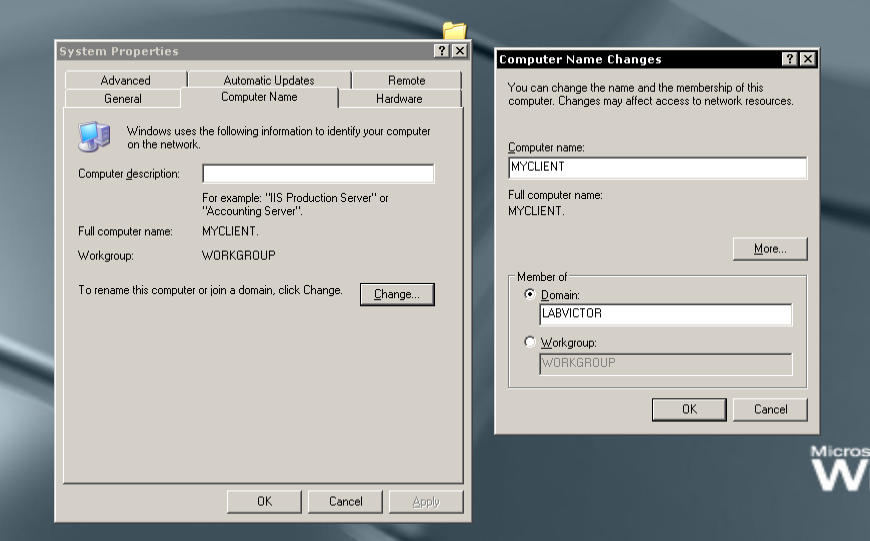 System Properties
Advanced
Automatic Updates
Remote
General
Computer Name
Hardware
Windows uses the following information to identify your computer
on the network.
Computer description:
For example: "IIS Production Server" or
"Accounting Server".
Full computer name:
MYCLIENT.
Workgroup:
WORKGROUP
To rename this computer or join a domain, click Change.
Change...
OK
Cancel
Apply
Computer Name Changes
You can change the name and the membership of this
computer. Changes may affect access to network resources.
Computer name:
MYCLIENT
Full computer name:
MYCLIENT.
More...
Member of
Domain:
LABVICTOR
Workgroup:
WORKGROUP
OK
Cancel